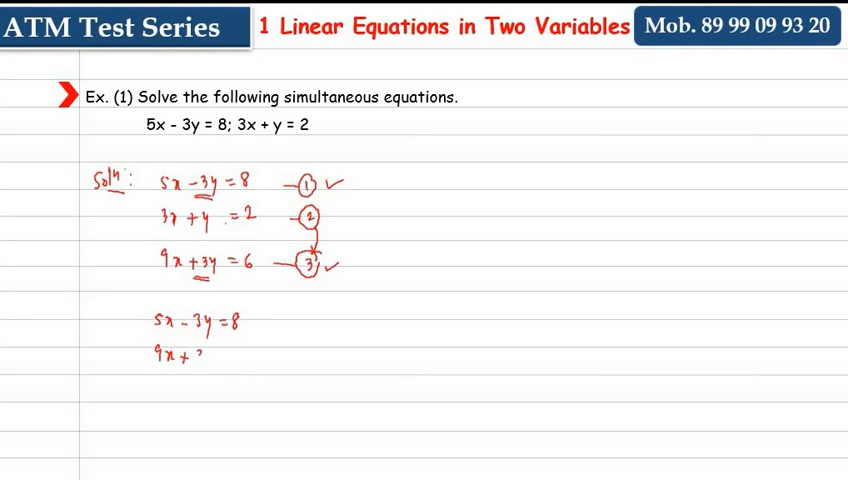 ATM Test Series
1 Linear Equations in Two Variables
Mob. 89 99 09 93 20
Ex. (1) Solve the following simultaneous equations.
5x - 3y = 8; 3x + y = 2
Solⁿ:
5x - 3y = 8 — 1 ✓
3x + y = 2 — 2
9x + 3y = 6 — 3 ✓
5x - 3y = 8
9x +